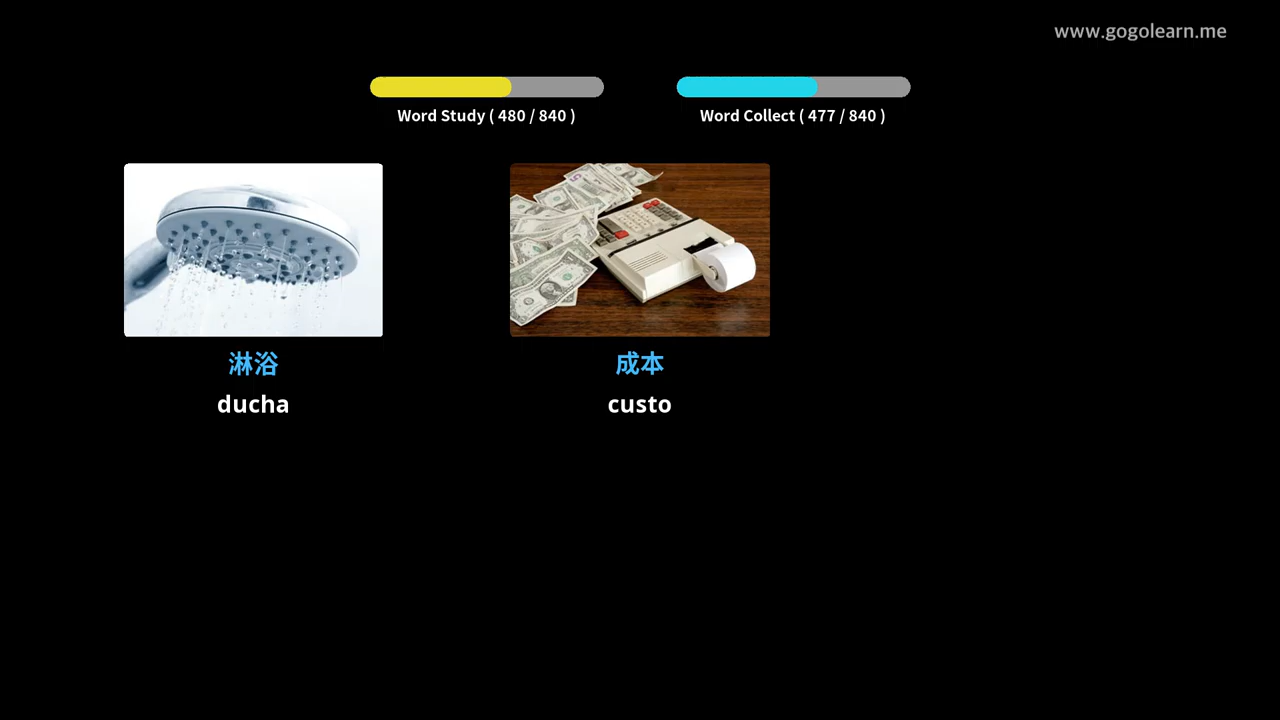 www.gogolearn.me
Word Study ( 480 / 840 )
Word Collect ( 477 / 840 )
淋浴
ducha
成本
custo